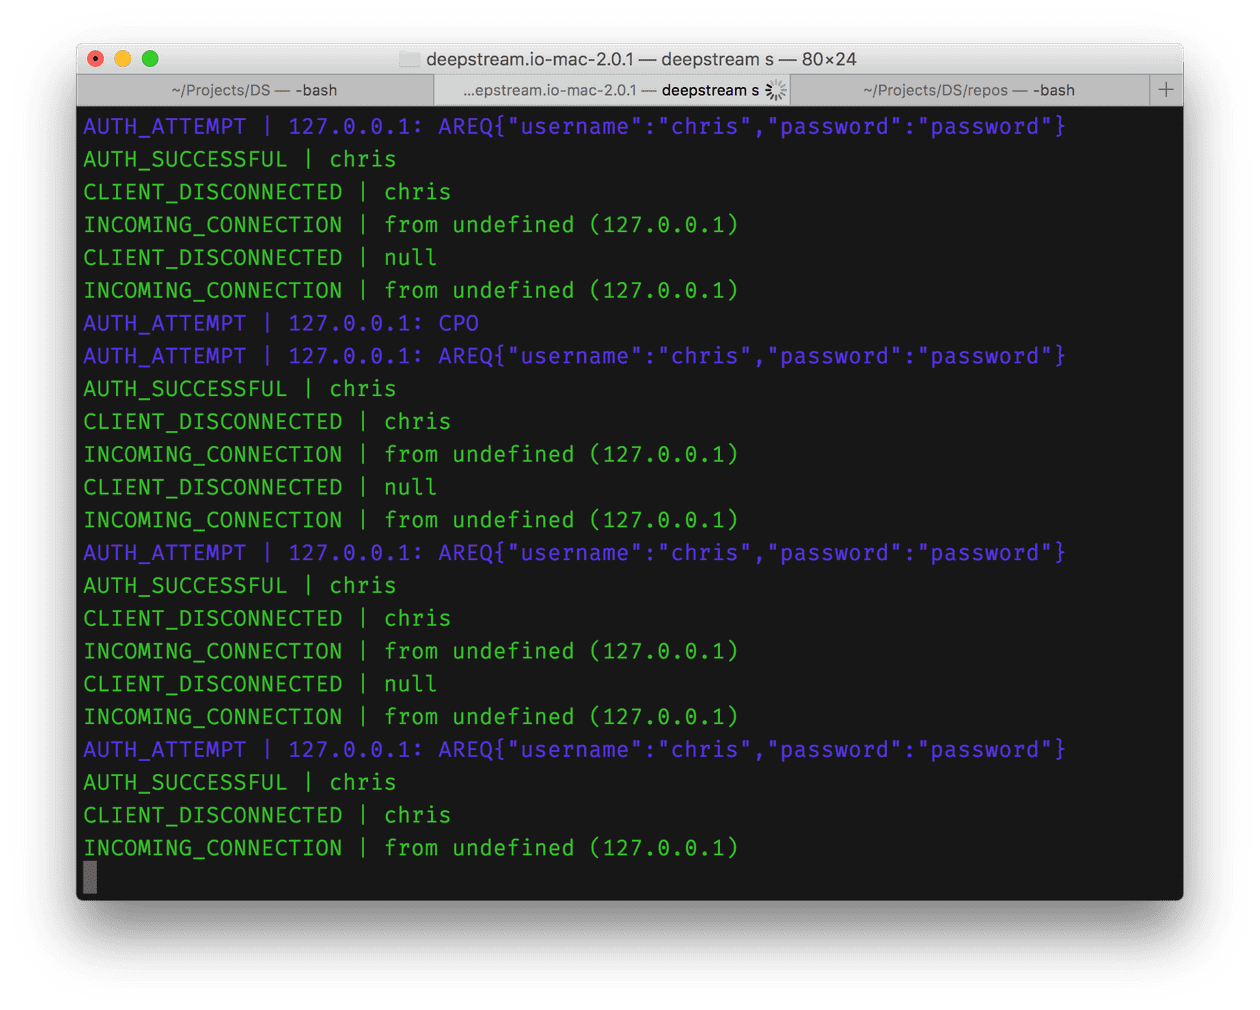 deepstream.io-mac-2.0.1 — deepstream s — 80×24
~/Projects/DS — -bash
...epstream.io-mac-2.0.1 — deepstream s
~/Projects/DS/repos — -bash
+
AUTH_ATTEMPT | 127.0.0.1: AREQ{"username":"chris","password":"password"}
AUTH_SUCCESSFUL | chris
CLIENT_DISCONNECTED | chris
INCOMING_CONNECTION | from undefined (127.0.0.1)
CLIENT_DISCONNECTED | null
INCOMING_CONNECTION | from undefined (127.0.0.1)
AUTH_ATTEMPT | 127.0.0.1: CPO
AUTH_ATTEMPT | 127.0.0.1: AREQ{"username":"chris","password":"password"}
AUTH_SUCCESSFUL | chris
CLIENT_DISCONNECTED | chris
INCOMING_CONNECTION | from undefined (127.0.0.1)
CLIENT_DISCONNECTED | null
INCOMING_CONNECTION | from undefined (127.0.0.1)
AUTH_ATTEMPT | 127.0.0.1: AREQ{"username":"chris","password":"password"}
AUTH_SUCCESSFUL | chris
CLIENT_DISCONNECTED | chris
INCOMING_CONNECTION | from undefined (127.0.0.1)
CLIENT_DISCONNECTED | null
INCOMING_CONNECTION | from undefined (127.0.0.1)
AUTH_ATTEMPT | 127.0.0.1: AREQ{"username":"chris","password":"password"}
AUTH_SUCCESSFUL | chris
CLIENT_DISCONNECTED | chris
INCOMING_CONNECTION | from undefined (127.0.0.1)